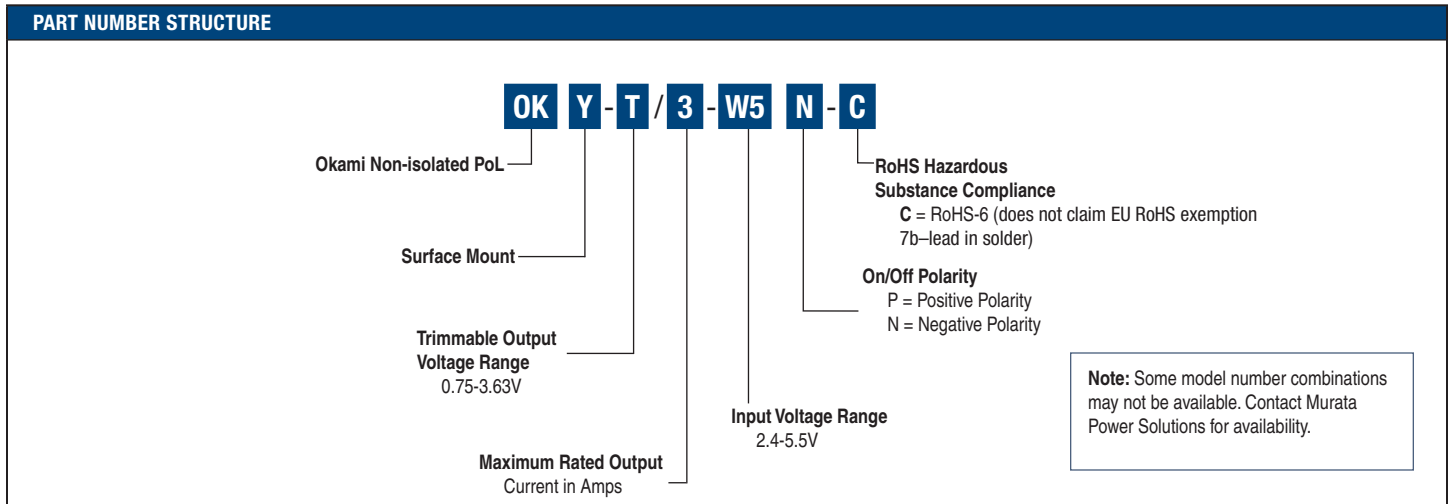 PART NUMBER STRUCTURE
OK Y - T / 3 - W5 N - C
Okami Non-isolated PoL
Surface Mount
Trimmable Output
Voltage Range
0.75-3.63V
Maximum Rated Output
Current in Amps
Input Voltage Range
2.4-5.5V
On/Off Polarity
P = Positive Polarity
N = Negative Polarity
RoHS Hazardous
Substance Compliance
C = RoHS-6 (does not claim EU RoHS exemption
7b–lead in solder)
Note: Some model number combinations
may not be available. Contact Murata
Power Solutions for availability.